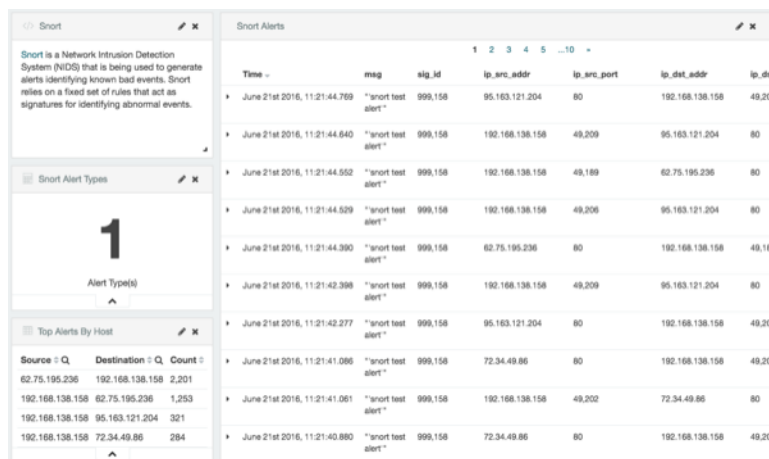 Snort
Snort is a Network Intrusion Detection
System (NIDS) that is being used to generate
alerts identifying known bad events. Snort
relies on a fixed set of rules that act as
signatures for identifying abnormal events.
Snort Alert Types
1
Alert Type(s)
Top Alerts By Host
Source Destination Count
62.75.195.236 192.168.138.158 2,201
192.168.138.158 62.75.195.236 1,253
192.168.138.158 95.163.121.204 321
192.168.138.158 72.34.49.86 284
Snort Alerts
1 2 3 4 5 ...10 »
Time msg sig_id ip_src_addr ip_src_port ip_dst_addr
June 21st 2016, 11:21:44.769 "'snort test 999,158 95.163.121.204 80 192.168.138.158
alert'"
June 21st 2016, 11:21:44.640 "'snort test 999,158 192.168.138.158 49,209 95.163.121.204 80
alert'"
June 21st 2016, 11:21:44.552 "'snort test 999,158 192.168.138.158 49,189 62.75.195.236 80
alert'"
June 21st 2016, 11:21:44.529 "'snort test 999,158 192.168.138.158 49,206 95.163.121.204 80
alert'"
June 21st 2016, 11:21:44.390 "'snort test 999,158 62.75.195.236 80 192.168.138.158
alert'"
June 21st 2016, 11:21:42.398 "'snort test 999,158 192.168.138.158 49,209 95.163.121.204 80
alert'"
June 21st 2016, 11:21:42.277 "'snort test 999,158 95.163.121.204 80 192.168.138.158
alert'"
June 21st 2016, 11:21:41.086 "'snort test 999,158 72.34.49.86 80 192.168.138.158
alert'"
June 21st 2016, 11:21:41.061 "'snort test 999,158 192.168.138.158 49,202 72.34.49.86 80
alert'"
June 21st 2016, 11:21:40.880 "'snort test 999,158 72.34.49.86 80 192.168.138.158
alert'"